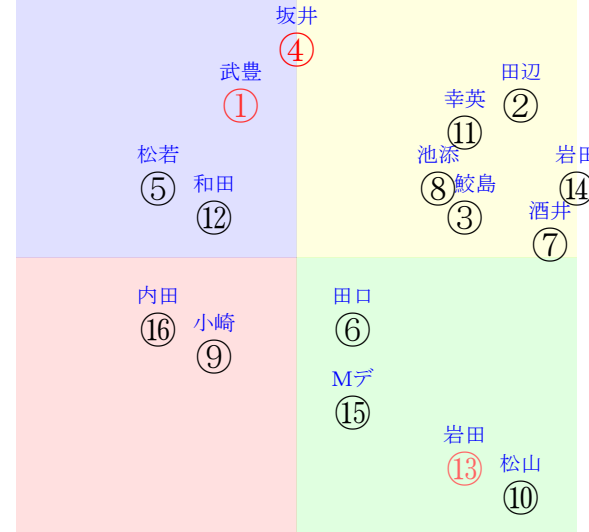 坂井
④
武豊
①
田辺
②
幸英
⑪
松若
⑤
和田
⑫
池添
⑧
鮫島
③
岩田
⑭
酒井
⑦
内田
⑯
小崎
⑨
田口
⑥
Mデ
⑮
岩田
⑬
松山
⑩